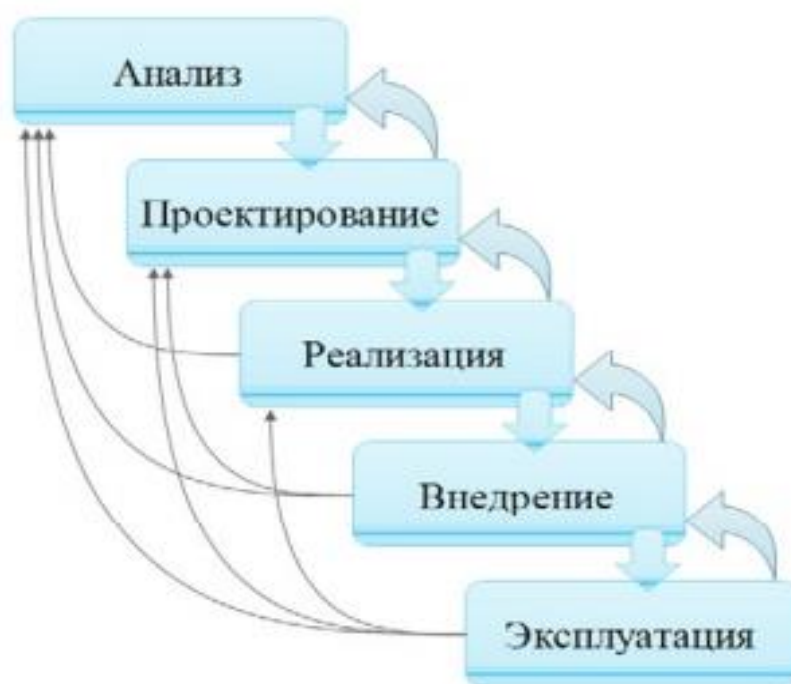 Анализ
Проектирование
Реализация
Внедрение
Эксплуатация